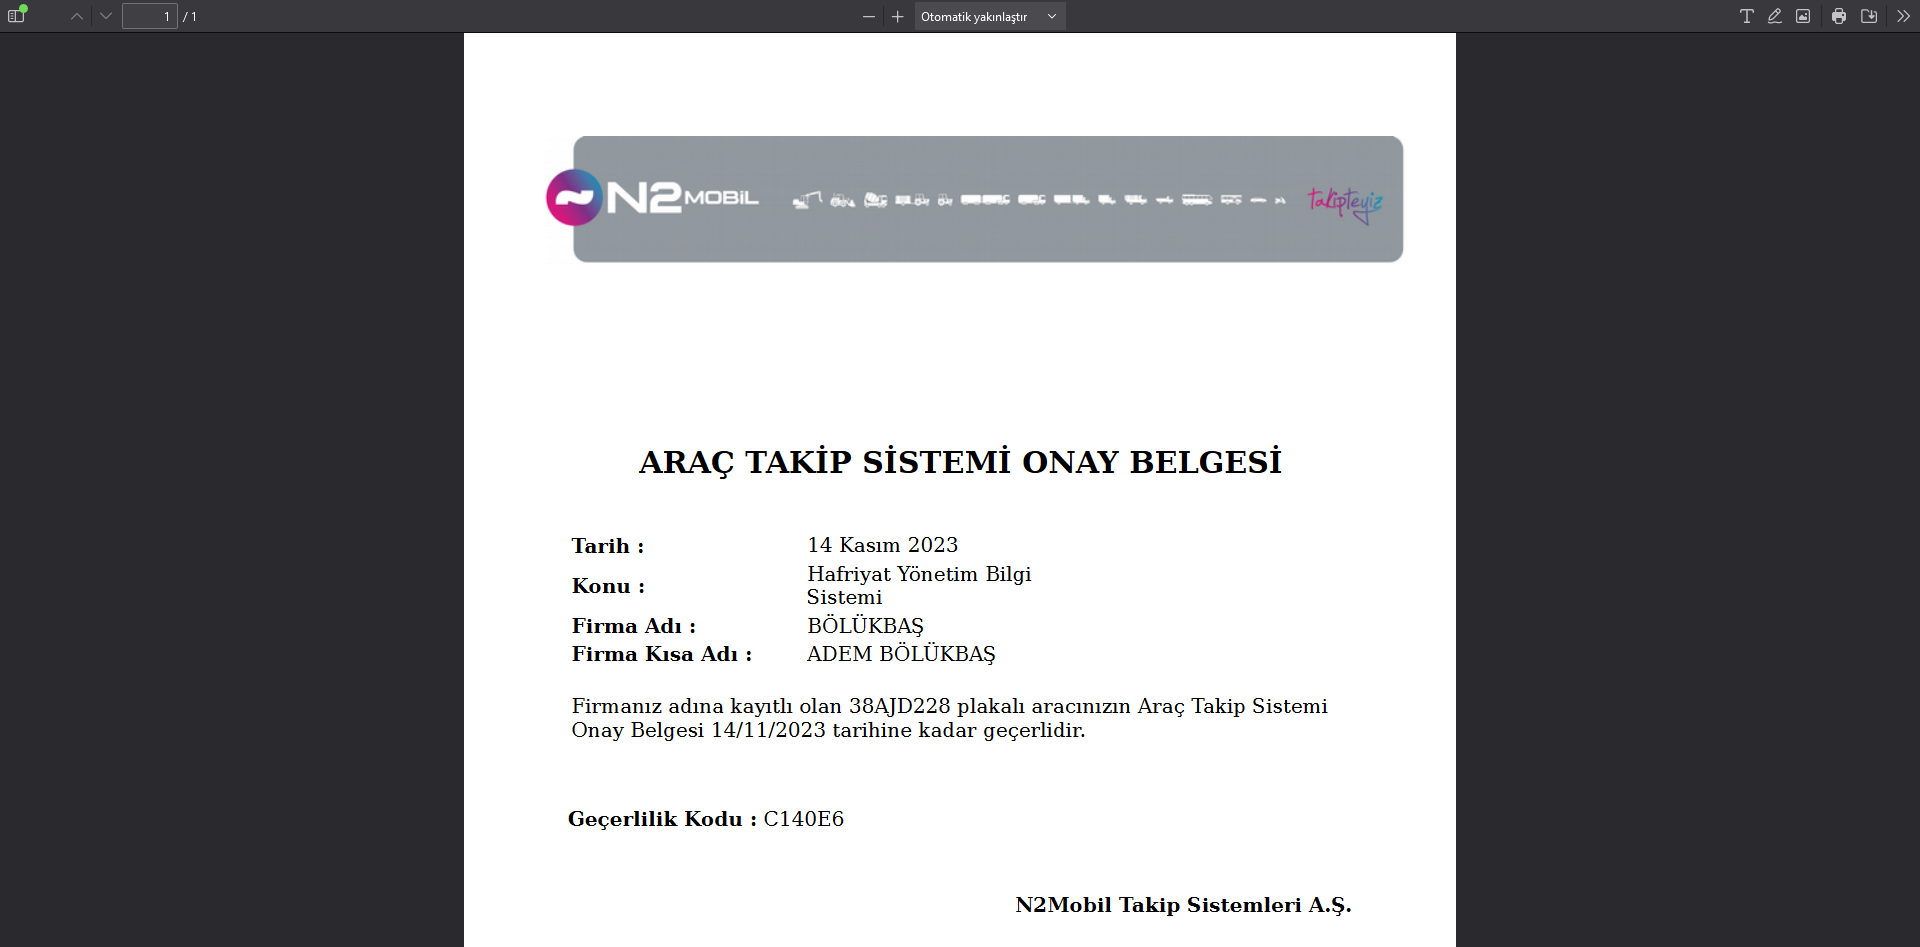 1 / 1
Otomatik yakınlaştır
N2 MOBiL
takipteyiz
ARAÇ TAKİP SİSTEMİ ONAY BELGESİ
Tarih : 14 Kasım 2023
Konu : Hafriyat Yönetim Bilgi
Sistemi
Firma Adı : BÖLÜKBAŞ
Firma Kısa Adı : ADEM BÖLÜKBAŞ
Firmanız adına kayıtlı olan 38AJD228 plakalı aracınızın Araç Takip Sistemi
Onay Belgesi 14/11/2023 tarihine kadar geçerlidir.
Geçerlilik Kodu : C140E6
N2Mobil Takip Sistemleri A.Ş.